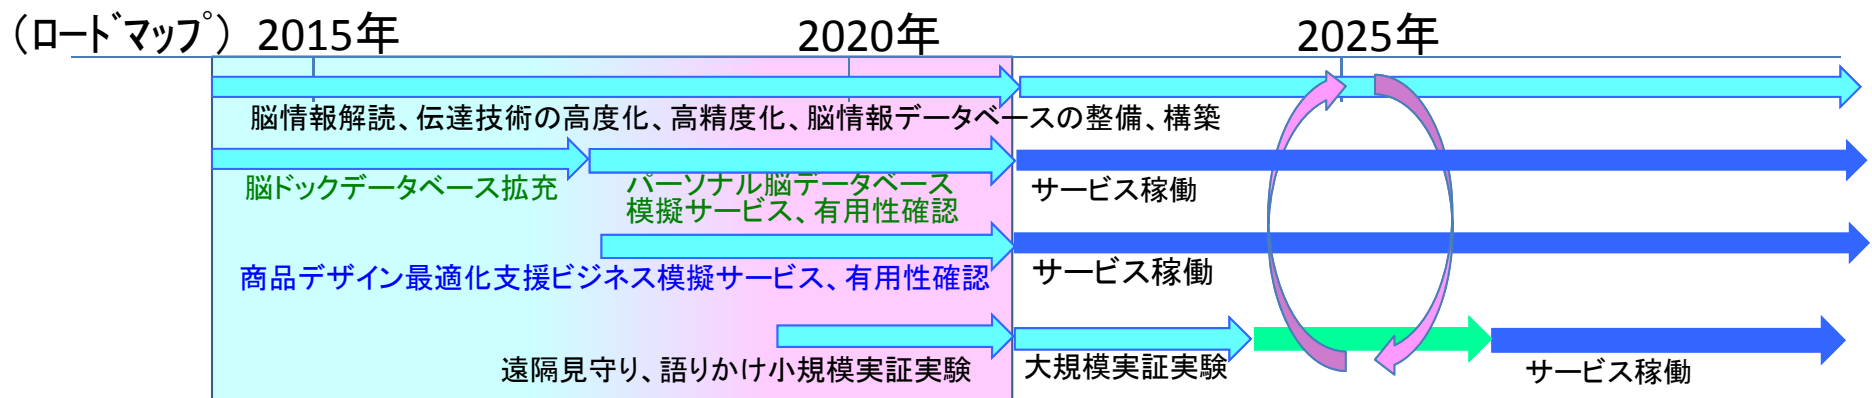 （ロードマップ） 2015年 2020年 2025年
脳情報解読、伝達技術の高度化、高精度化、脳情報データベースの整備、構築
脳ドックデータベース拡充 パーソナル脳データベース サービス稼働
模擬サービス、有用性確認
商品デザイン最適化支援ビジネス模擬サービス、有用性確認 サービス稼働
遠隔見守り、語りかけ小規模実証実験 大規模実証実験 サービス稼働